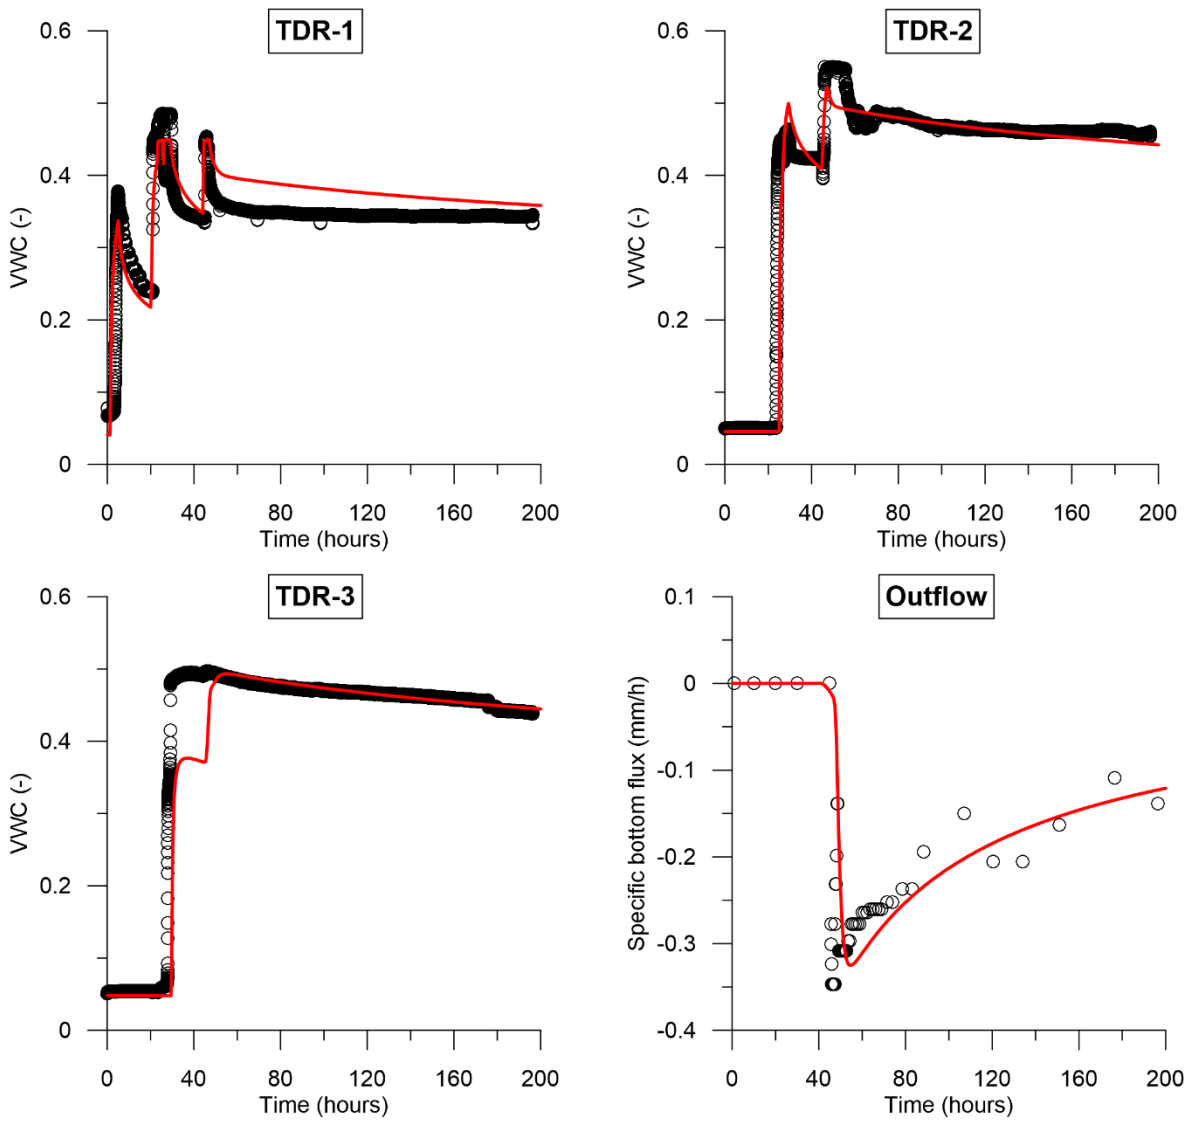 TDR-1
0.6
0.4
0.2
0
VWC (-)
0 40 80 120 160 200
Time (hours)
TDR-2
0.6
0.4
0.2
0
VWC (-)
0 40 80 120 160 200
Time (hours)
TDR-3
0.6
0.4
0.2
0
VWC (-)
0 40 80 120 160 200
Time (hours)
Outflow
0.1
0
-0.1
-0.2
-0.3
-0.4
Specific bottom flux (mm/h)
0 40 80 120 160 200
Time (hours)